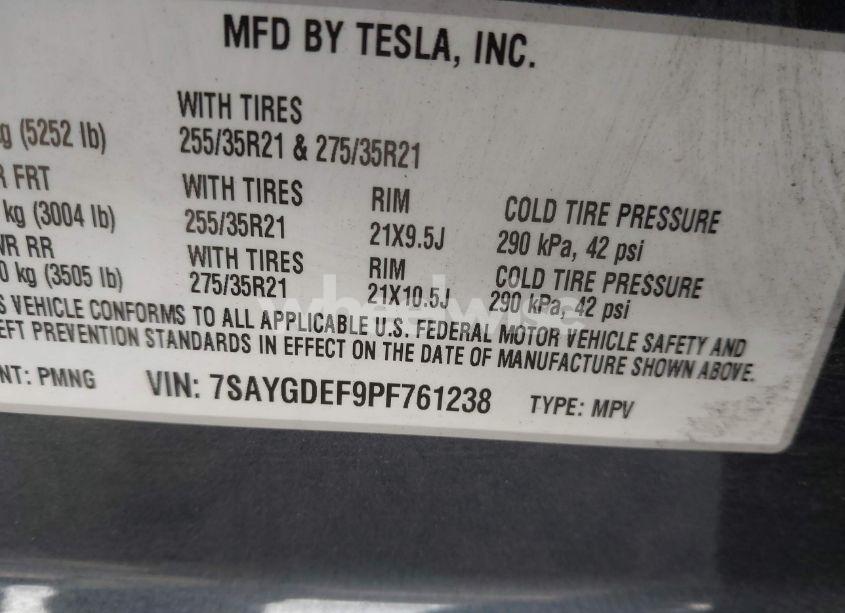 MFD BY TESLA, INC.
WITH TIRES
g (5252 lb) 255/35R21 & 275/35R21
R FRT WITH TIRES RIM COLD TIRE PRESSURE
kg (3004 lb) 255/35R21 21X9.5J 290 kPa, 42 psi
WR RR WITH TIRES RIM COLD TIRE PRESSURE
0 kg (3505 lb) 275/35R21 21X10.5J 290 kPa, 42 psi
S VEHICLE CONFORMS TO ALL APPLICABLE U.S. FEDERAL MOTOR VEHICLE SAFETY AND
EFT PREVENTION STANDARDS IN EFFECT ON THE DATE OF MANUFACTURE SHOWN ABOVE.
NT: PMNG VIN: 7SAYGDEF9PF761238 TYPE: MPV
wheelwise